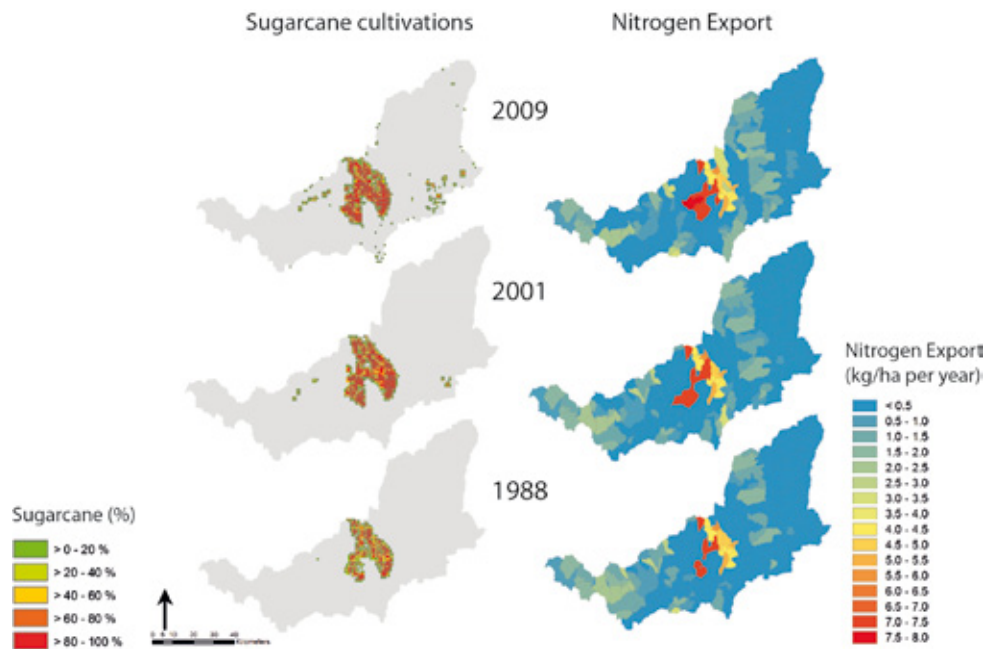 Sugarcane cultivations
Nitrogen Export
2009
2001
1988
Sugarcane (%)
> 0 - 20 %
> 20 - 40 %
> 40 - 60 %
> 60 - 80 %
> 80 - 100 %
Kilometers
Nitrogen Export
(kg/ha per year)
< 0.5
0.5 - 1.0
1.0 - 1.5
1.5 - 2.0
2.0 - 2.5
2.5 - 3.0
3.0 - 3.5
3.5 - 4.0
4.0 - 4.5
4.5 - 5.0
5.0 - 5.5
5.5 - 6.0
6.0 - 6.5
6.5 - 7.0
7.0 - 7.5
7.5 - 8.0